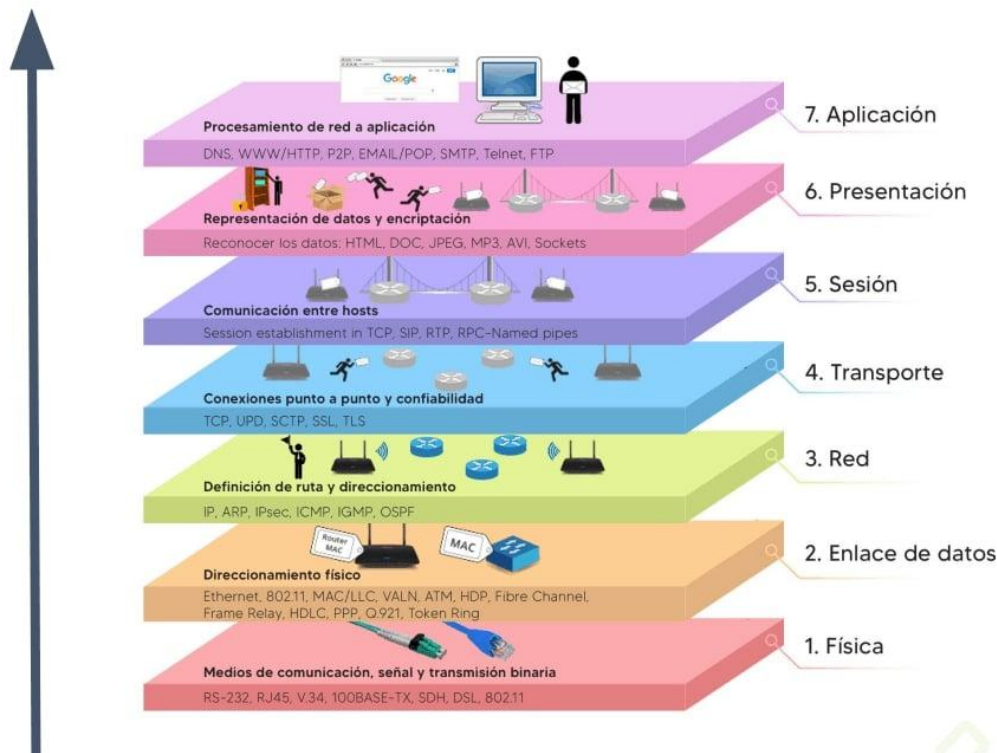 Google
Procesamiento de red a aplicación
DNS, WWW/HTTP, P2P, EMAIL/POP, SMTP, Telnet, FTP
7. Aplicación
Representación de datos y encriptación
Reconocer los datos: HTML, DOC, JPEG, MP3, AVI, Sockets
6. Presentación
Comunicación entre hosts
Session establishment in TCP, SIP, RTP, RPC-Named pipes
5. Sesión
Conexiones punto a punto y confiabilidad
TCP, UPD, SCTP, SSL, TLS
4. Transporte
Definición de ruta y direccionamiento
IP, ARP, IPsec, ICMP, IGMP, OSPF
3. Red
Router
MAC
MAC
Direccionamiento físico
Ethernet, 802.11, MAC/LLC, VALN, ATM, HDP, Fibre Channel,
Frame Relay, HDLC, PPP, Q.921, Token Ring
2. Enlace de datos
Medios de comunicación, señal y transmisión binaria
RS-232, RJ45, V.34, 100BASE-TX, SDH, DSL, 802.11
1. Física